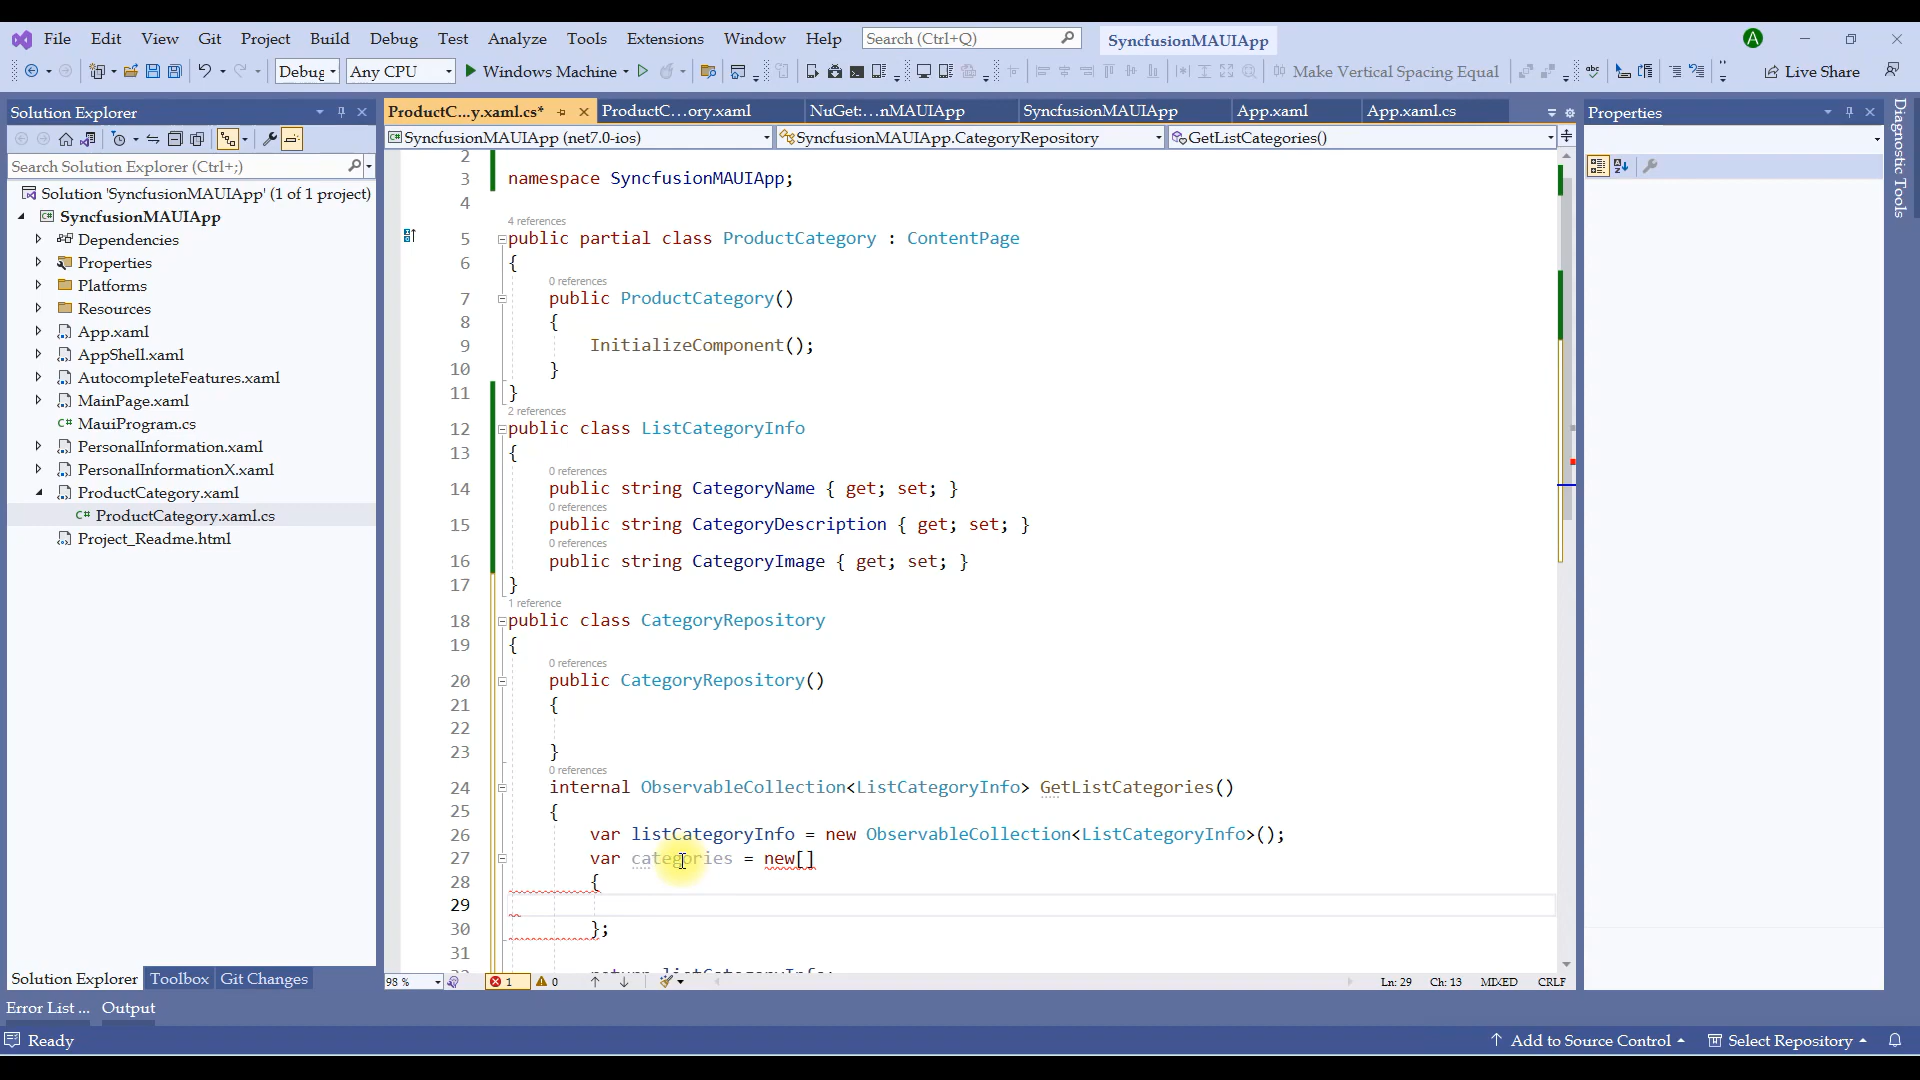 File Edit View Git Project Build Debug Test Analyze Tools Extensions Window Help Search (Ctrl+Q) SyncfusionMAUIApp A
Debug Any CPU Windows Machine Make Vertical Spacing Equal Live Share
Solution Explorer
Search Solution Explorer (Ctrl+;)
Solution 'SyncfusionMAUIApp' (1 of 1 project)
SyncfusionMAUIApp
Dependencies
Properties
Platforms
Resources
App.xaml
AppShell.xaml
AutocompleteFeatures.xaml
MainPage.xaml
C# MauiProgram.cs
PersonalInformation.xaml
PersonalInformationX.xaml
ProductCategory.xaml
C# ProductCategory.xaml.cs
Project_Readme.html
Solution Explorer Toolbox Git Changes
ProductC...y.xaml.cs* ProductC...ory.xaml NuGet:...nMAUIApp SyncfusionMAUIApp App.xaml App.xaml.cs
SyncfusionMAUIApp (net7.0-ios) SyncfusionMAUIApp.CategoryRepository GetListCategories()
2
3 namespace SyncfusionMAUIApp;
4
4 references
5 public partial class ProductCategory : ContentPage
6 {
0 references
7 public ProductCategory()
8 {
9 InitializeComponent();
10 }
11 }
2 references
12 public class ListCategoryInfo
13 {
0 references
14 public string CategoryName { get; set; }
0 references
15 public string CategoryDescription { get; set; }
0 references
16 public string CategoryImage { get; set; }
17 }
1 reference
18 public class CategoryRepository
19 {
0 references
20 public CategoryRepository()
21 {
22
23 }
0 references
24 internal ObservableCollection<ListCategoryInfo> GetListCategories()
25 {
26 var listCategoryInfo = new ObservableCollection<ListCategoryInfo>();
27 var categories = new[]
28 {
29
30 };
31
32 return listCategoryInfo;
98 % 1 0 Ln: 29 Ch: 13 MIXED CRLF
Properties
Diagnostic Tools
Error List ... Output
Ready Add to Source Control Select Repository